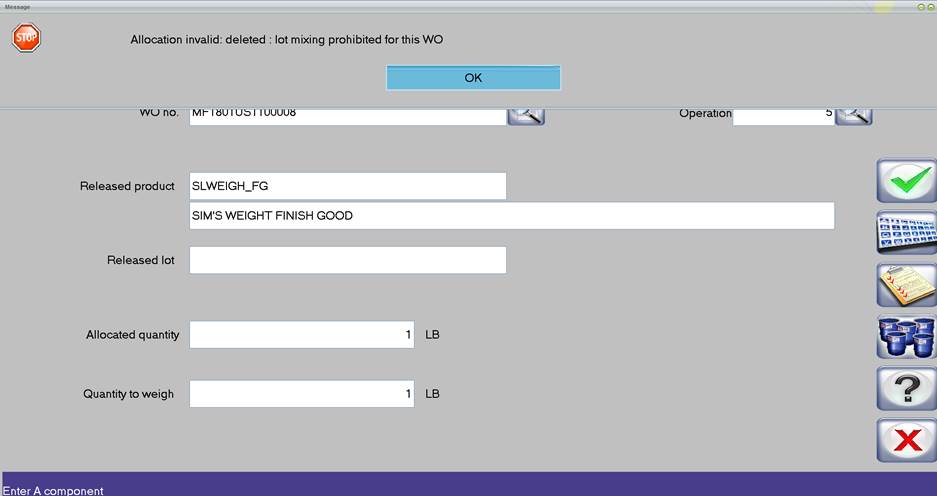 Message
STOP
Allocation invalid: deleted : lot mixing prohibited for this WO
OK
WO no. MFT80TUST100008 Operation 5
Released product SLWEIGH_FG
SIM'S WEIGHT FINISH GOOD
Released lot
Allocated quantity 1 LB
Quantity to weigh 1 LB
?
Enter A component